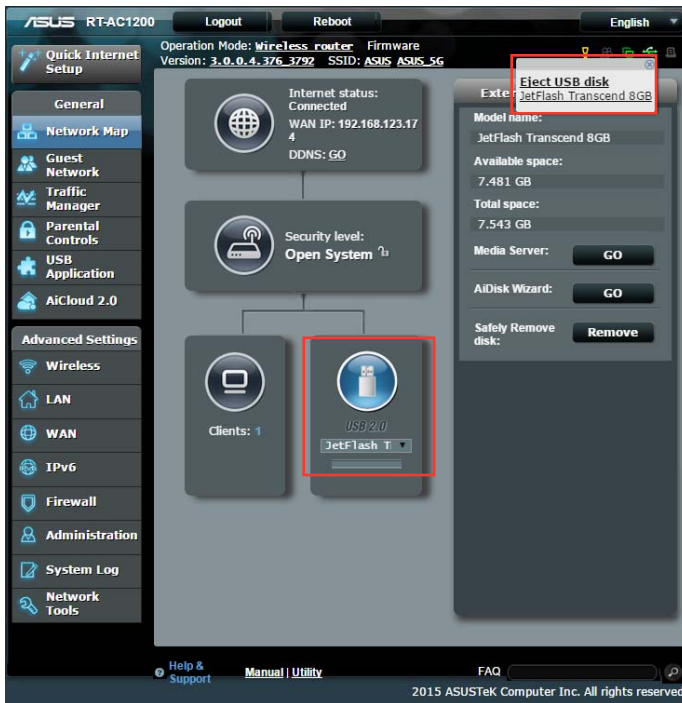 ASUS RT-AC1200 Logout Reboot English
Quick Internet Setup
Operation Mode: Wireless router Firmware
Version: 3.0.0.4.376_3792 SSID: ASUS ASUS_5G
Eject USB disk
JetFlash Transcend 8GB
General
Network Map
Guest Network
Traffic Manager
Parental Controls
USB Application
AiCloud 2.0
Advanced Settings
Wireless
LAN
WAN
IPv6
Firewall
Administration
System Log
Network Tools
Internet status:
Connected
WAN IP: 192.168.123.17
4
DDNS: GO
Security level:
Open System
Clients: 1
USB 2.0
JetFlash T
Exte
Model name:
JetFlash Transcend 8GB
Available space:
7.481 GB
Total space:
7.543 GB
Media Server: GO
AiDisk Wizard: GO
Safely Remove
disk:
Remove
Help &
Support
Manual | Utility
FAQ
2015 ASUSTeK Computer Inc. All rights reserved